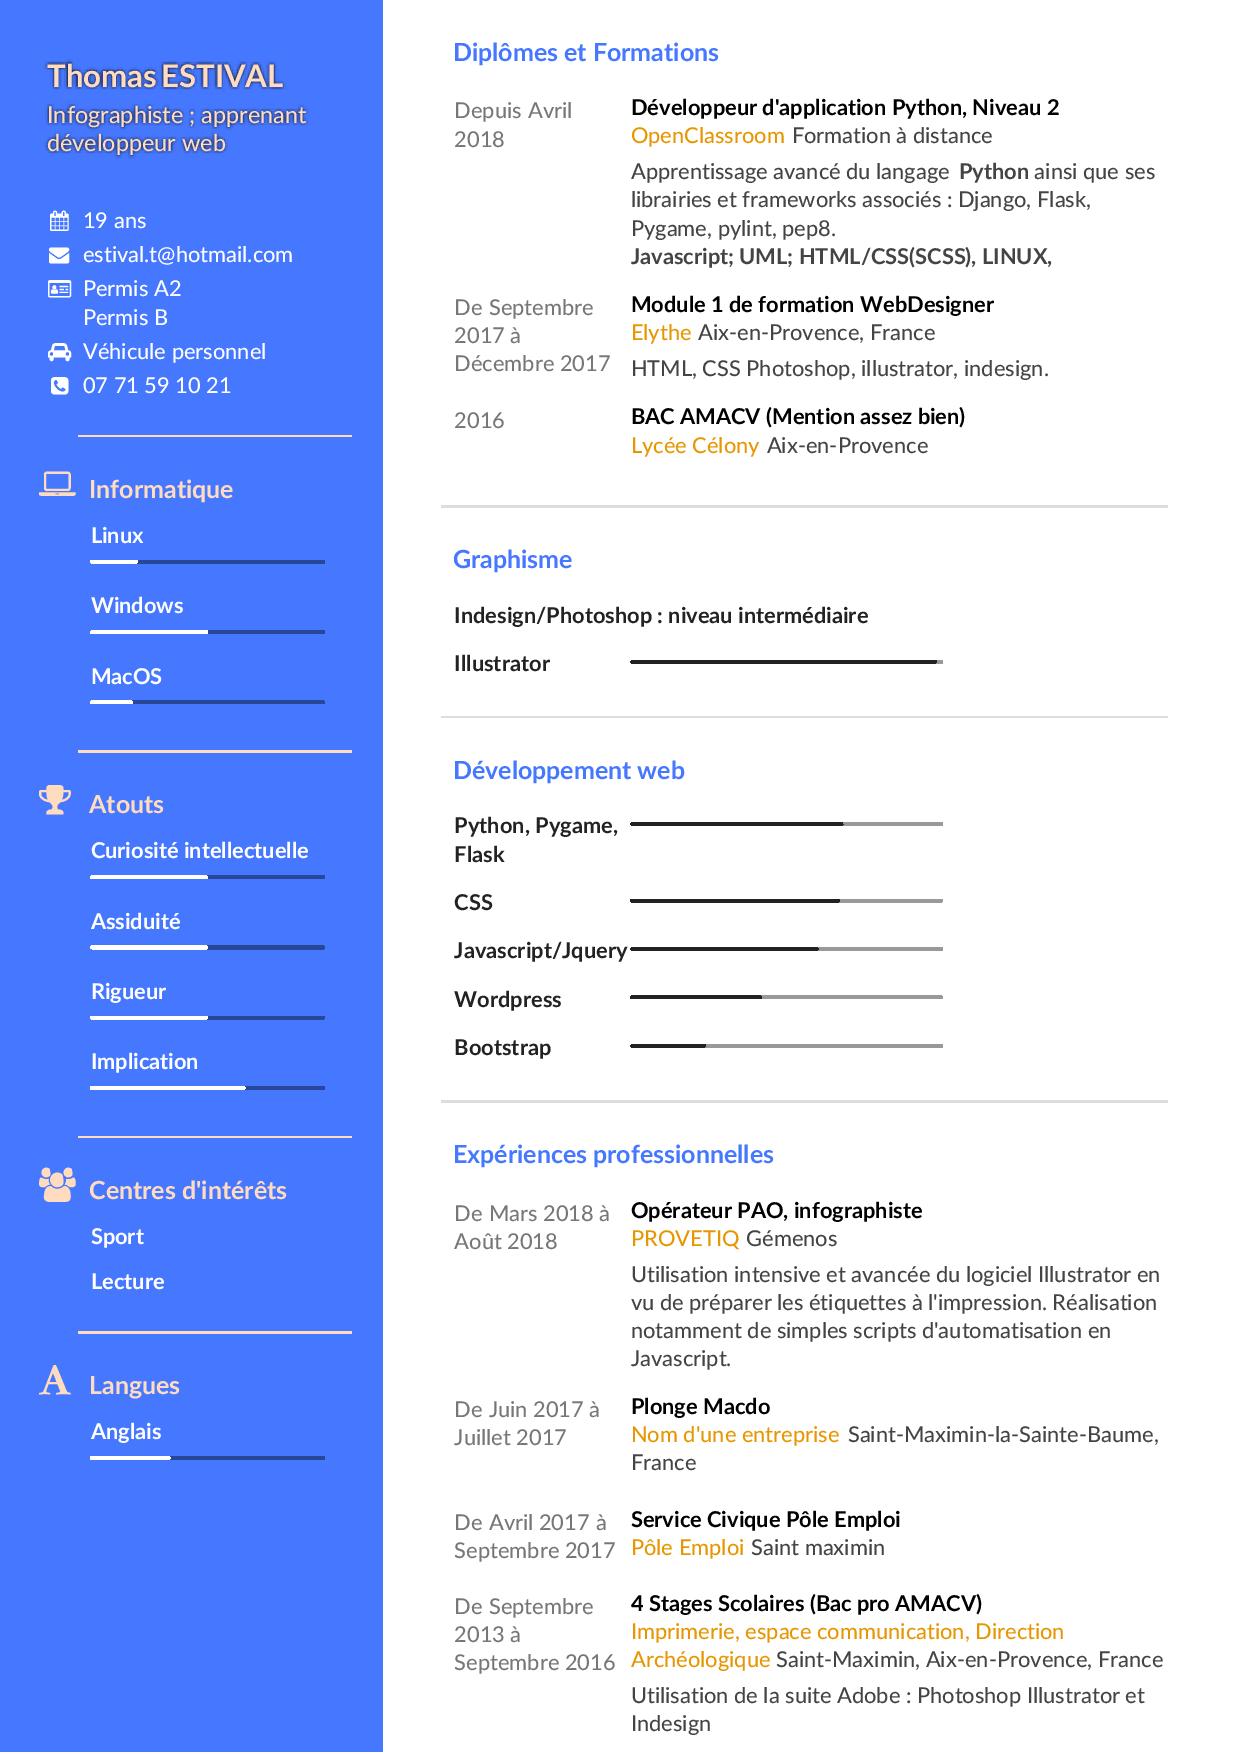 Thomas ESTIVAL
Infographiste ; apprenant
développeur web
19 ans
estival.t@hotmail.com
Permis A2
Permis B
Véhicule personnel
07 71 59 10 21
Informatique
Linux
Windows
MacOS
Atouts
Curiosité intellectuelle
Assiduité
Rigueur
Implication
Centres d'intérêts
Sport
Lecture
Langues
Anglais
Diplômes et Formations
Depuis Avril
2018
Développeur d'application Python, Niveau 2
OpenClassroom Formation à distance
Apprentissage avancé du langage Python ainsi que ses
librairies et frameworks associés : Django, Flask,
Pygame, pylint, pep8.
Javascript; UML; HTML/CSS(SCSS), LINUX,
De Septembre
2017 à
Décembre 2017
Module 1 de formation WebDesigner
Elythe Aix-en-Provence, France
HTML, CSS Photoshop, illustrator, indesign.
2016
BAC AMACV (Mention assez bien)
Lycée Célony Aix-en-Provence
Graphisme
Indesign/Photoshop : niveau intermédiaire
Illustrator
Développement web
Python, Pygame,
Flask
CSS
Javascript/Jquery
Wordpress
Bootstrap
Expériences professionnelles
De Mars 2018 à
Août 2018
Opérateur PAO, infographiste
PROVETIQ Gémenos
Utilisation intensive et avancée du logiciel Illustrator en
vu de préparer les étiquettes à l'impression. Réalisation
notamment de simples scripts d'automatisation en
Javascript.
De Juin 2017 à
Juillet 2017
Plonge Macdo
Nom d'une entreprise Saint-Maximin-la-Sainte-Baume,
France
De Avril 2017 à
Septembre 2017
Service Civique Pôle Emploi
Pôle Emploi Saint maximin
De Septembre
2013 à
Septembre 2016
4 Stages Scolaires (Bac pro AMACV)
Imprimerie, espace communication, Direction
Archéologique Saint-Maximin, Aix-en-Provence, France
Utilisation de la suite Adobe : Photoshop Illustrator et
Indesign